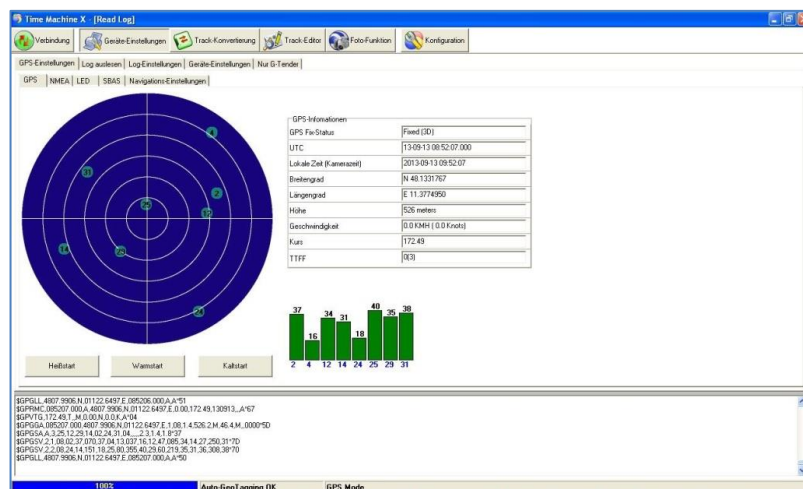 Time Machine X - [Read Log]
Verbindung Geräte-Einstellungen Track-Konvertierung Track-Editor Foto-Funktion Konfiguration
GPS-Einstellungen Log auslesen Log-Einstellungen Geräte-Einstellungen Nur G-Tender
GPS NMEA LED SBAS Navigations-Einstellungen
4
31
2
25
12
14
29
24
GPS-Infomationen
GPS Fix-Status Fixed (3D)
UTC 13-09-13 08:52:07.000
Lokale Zeit (Kamerazeit) 2013-09-13 09:52:07
Breitengrad N 48.1331767
Längengrad E 11.3774950
Höhe 526 meters
Geschwindigkeit 0.0 KMH ( 0.0 Knots)
Kurs 172.49
TTFF 0(3)
37 16 34 31 18 40 35 38
2 4 12 14 24 25 29 31
Heißstart Warmstart Kaltstart
$GPGLL,4807.9906,N,01122.6497,E,085206.000,A,A*51
$GPRMC,085207.000,A,4807.9906,N,01122.6497,E,0.00,172.49,130913,,,A*67
$GPVTG,172.49,T,,M,0.00,N,0.0,K,A*04
$GPGGA,085207.000,4807.9906,N,01122.6497,E,1,08,1.4,526.2,M,46.4,M,,0000*5D
$GPGSA,A,3,25,12,29,14,02,24,31,04,,,,,2.3,1.4,1.8*37
$GPGSV,2,1,08,02,37,070,37,04,13,037,16,12,47,085,34,14,27,250,31*7D
$GPGSV,2,2,08,24,14,151,18,25,80,355,40,29,60,219,35,31,36,308,38*70
$GPGLL,4807.9906,N,01122.6497,E,085207.000,A,A*50
100% Auto-GeoTagging OK GPS Mode